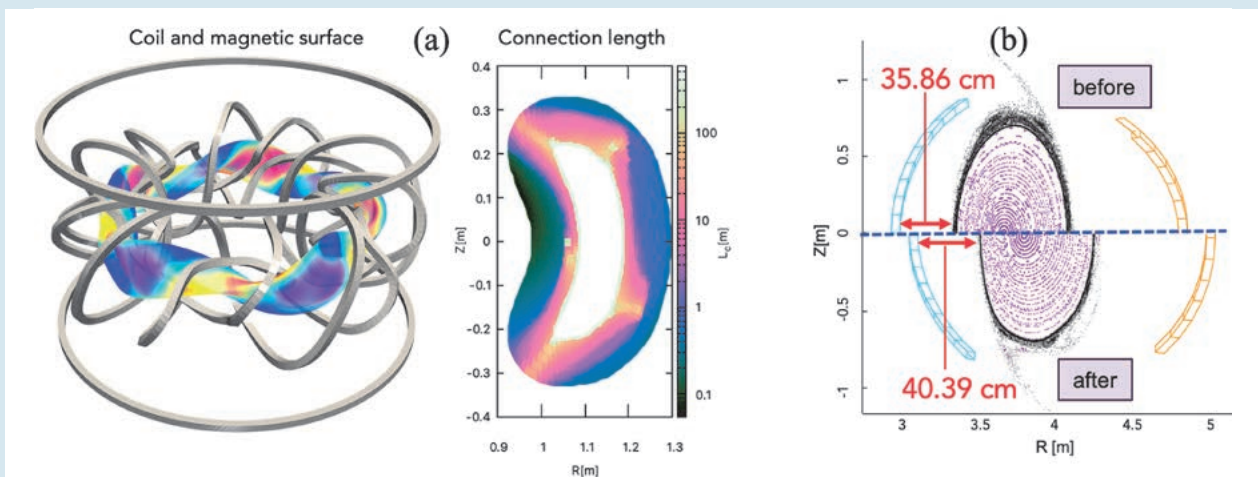 Coil and magnetic surface
(a)
Connection length
0.4
0.3
0.2
0.1
0
-0.1
-0.2
-0.3
-0.4
Z[m]
0.9
1
1.1
1.2
1.3
R[m]
100
10
1
0.1
L_c[m]
(b)
35.86 cm
before
1
0.5
0
-0.5
-1
Z[m]
40.39 cm
after
3
3.5
4
4.5
5
R [m]